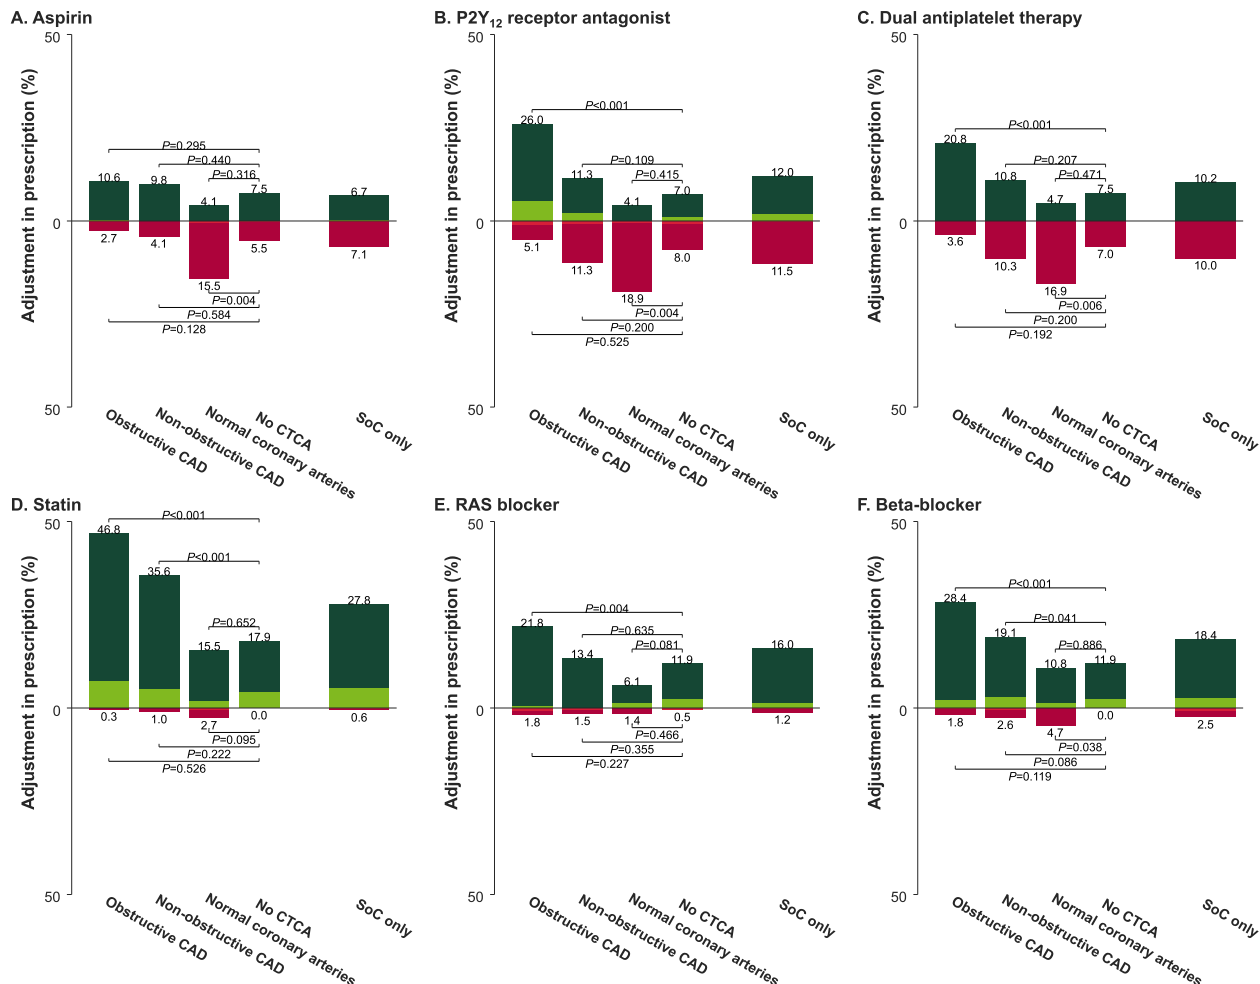 A. Aspirin
50
Adjustment in prescription (%)
P=0.295
P=0.440
P=0.316
10.6
9.8
4.1
7.5
6.7
0
2.7
4.1
15.5
5.5
7.1
P=0.004
P=0.584
P=0.128
50
Obstructive CAD
Non-obstructive CAD
Normal coronary arteries
No CTCA
SoC only
B. P2Y12 receptor antagonist
50
Adjustment in prescription (%)
P<0.001
P=0.109
P=0.415
26.0
11.3
4.1
7.0
12.0
0
5.1
11.3
18.9
8.0
11.5
P=0.004
P=0.200
P=0.525
50
Obstructive CAD
Non-obstructive CAD
Normal coronary arteries
No CTCA
SoC only
C. Dual antiplatelet therapy
50
Adjustment in prescription (%)
P<0.001
P=0.207
P=0.471
20.8
10.8
4.7
7.5
10.2
0
3.6
10.3
16.9
7.0
10.0
P=0.006
P=0.200
P=0.192
50
Obstructive CAD
Non-obstructive CAD
Normal coronary arteries
No CTCA
SoC only
D. Statin
50
Adjustment in prescription (%)
P<0.001
P<0.001
P=0.652
46.8
35.6
15.5
17.9
27.8
0
0.3
1.0
2.7
0.0
0.6
P=0.095
P=0.222
P=0.526
50
Obstructive CAD
Non-obstructive CAD
Normal coronary arteries
No CTCA
SoC only
E. RAS blocker
50
Adjustment in prescription (%)
P=0.004
P=0.635
P=0.081
21.8
13.4
6.1
11.9
16.0
0
1.8
1.5
1.4
0.5
1.2
P=0.466
P=0.355
P=0.227
50
Obstructive CAD
Non-obstructive CAD
Normal coronary arteries
No CTCA
SoC only
F. Beta-blocker
50
Adjustment in prescription (%)
P<0.001
P=0.041
P=0.886
28.4
19.1
10.8
11.9
18.4
0
1.8
2.6
4.7
0.0
2.5
P=0.038
P=0.086
P=0.119
50
Obstructive CAD
Non-obstructive CAD
Normal coronary arteries
No CTCA
SoC only